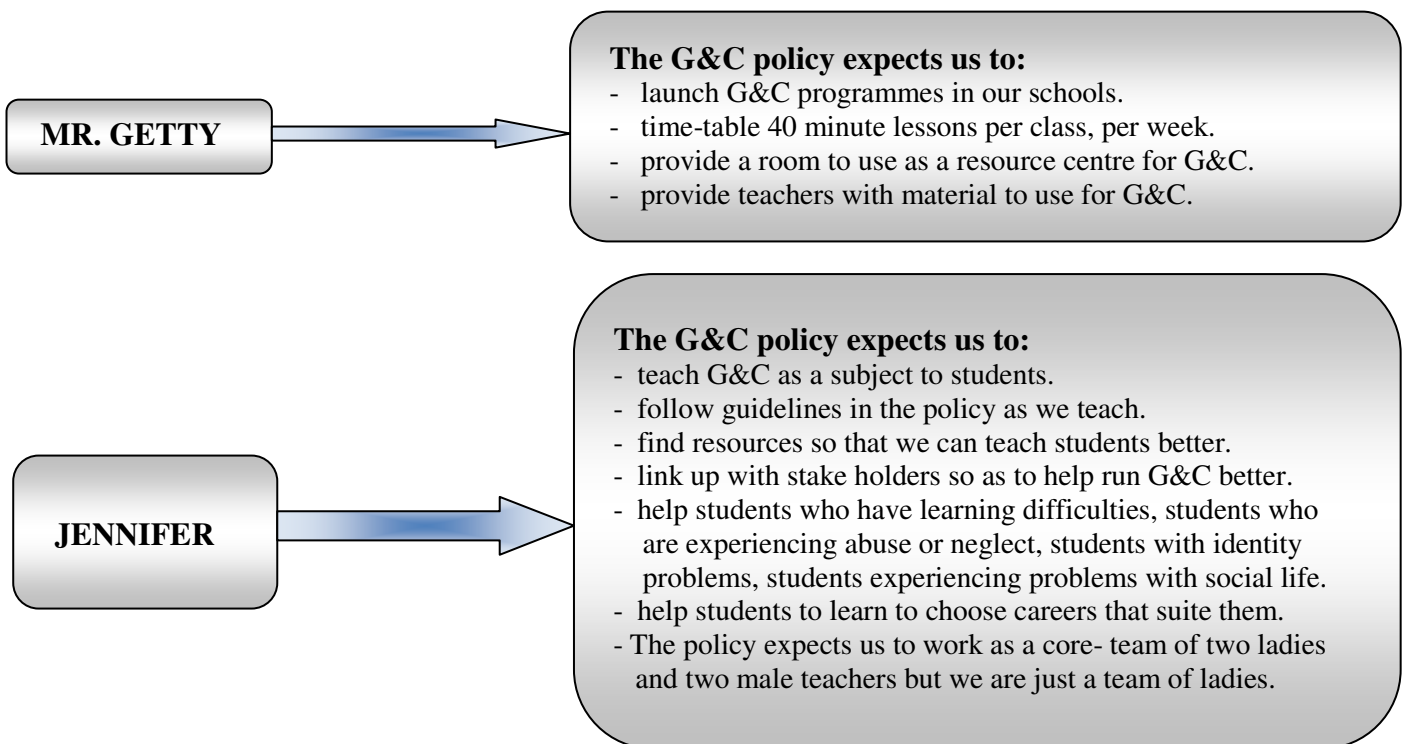 MR. GETTY
The G&C policy expects us to:
- launch G&C programmes in our schools.
- time-table 40 minute lessons per class, per week.
- provide a room to use as a resource centre for G&C.
- provide teachers with material to use for G&C.
JENNIFER
The G&C policy expects us to:
- teach G&C as a subject to students.
- follow guidelines in the policy as we teach.
- find resources so that we can teach students better.
- link up with stake holders so as to help run G&C better.
- help students who have learning difficulties, students who
are experiencing abuse or neglect, students with identity
problems, students experiencing problems with social life.
- help students to learn to choose careers that suite them.
- The policy expects us to work as a core- team of two ladies
and two male teachers but we are just a team of ladies.